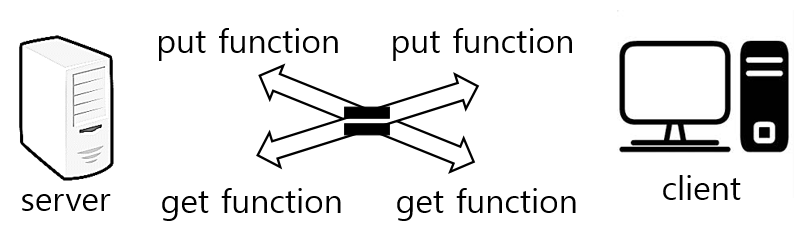 put function
put function
server
get function
get function
client